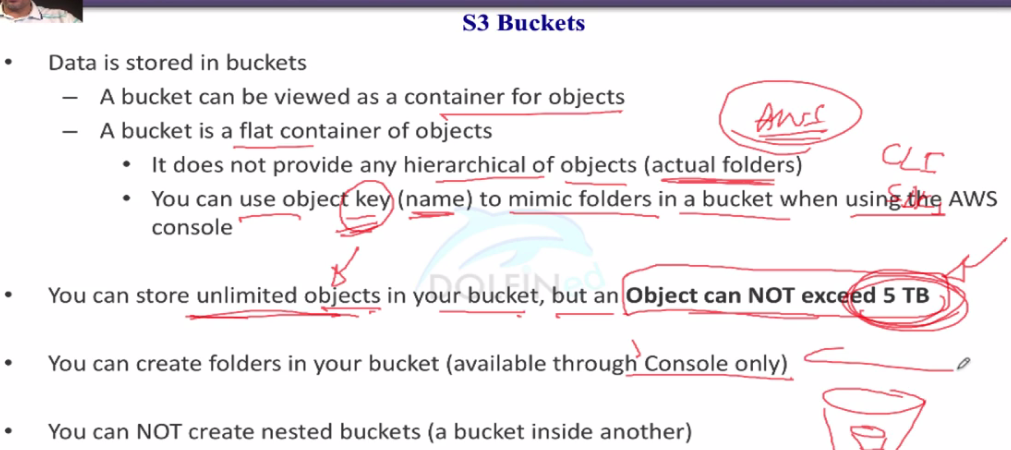 S3 Buckets
• Data is stored in buckets
– A bucket can be viewed as a container for objects
– A bucket is a flat container of objects
AWS
• It does not provide any hierarchical of objects (actual folders)
CLI
• You can use object key (name) to mimic folders in a bucket when using the AWS
console
DOLFINed
• You can store unlimited objects in your bucket, but an Object can NOT exceed 5 TB
• You can create folders in your bucket (available through Console only)
• You can NOT create nested buckets (a bucket inside another)